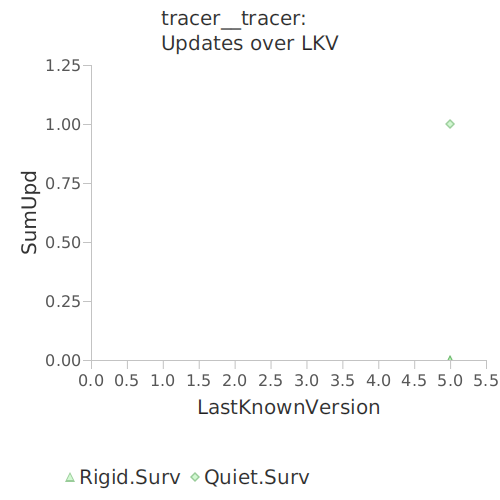 tracer__tracer:
Updates over LKV
1.25
1.00
0.75
0.50
0.25
0.00
SumUpd
0.0 0.5 1.0 1.5 2.0 2.5 3.0 3.5 4.0 4.5 5.0 5.5
LastKnownVersion
Rigid.Surv Quiet.Surv